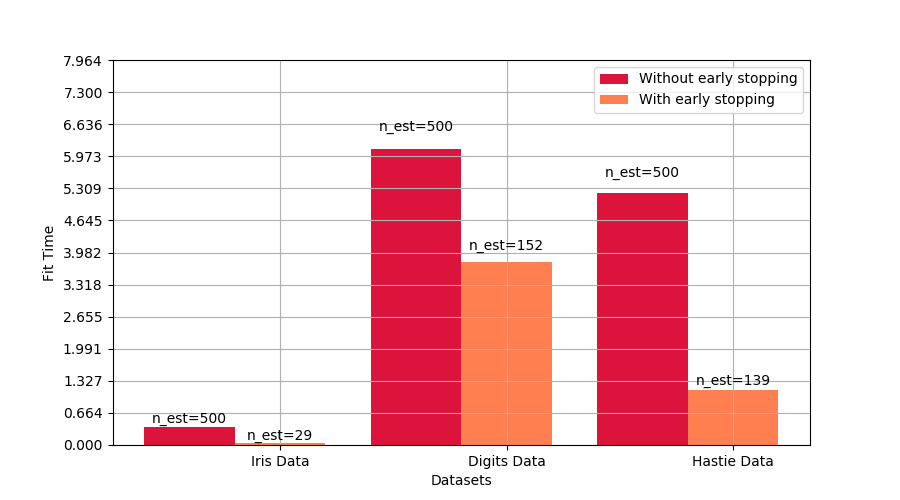 7.964
7.300
6.636
5.973
5.309
4.645
3.982
3.318
2.655
1.991
1.327
0.664
0.000
Fit Time
Without early stopping
With early stopping
n_est=500
n_est=29
n_est=500
n_est=152
n_est=500
n_est=139
Iris Data
Digits Data
Hastie Data
Datasets